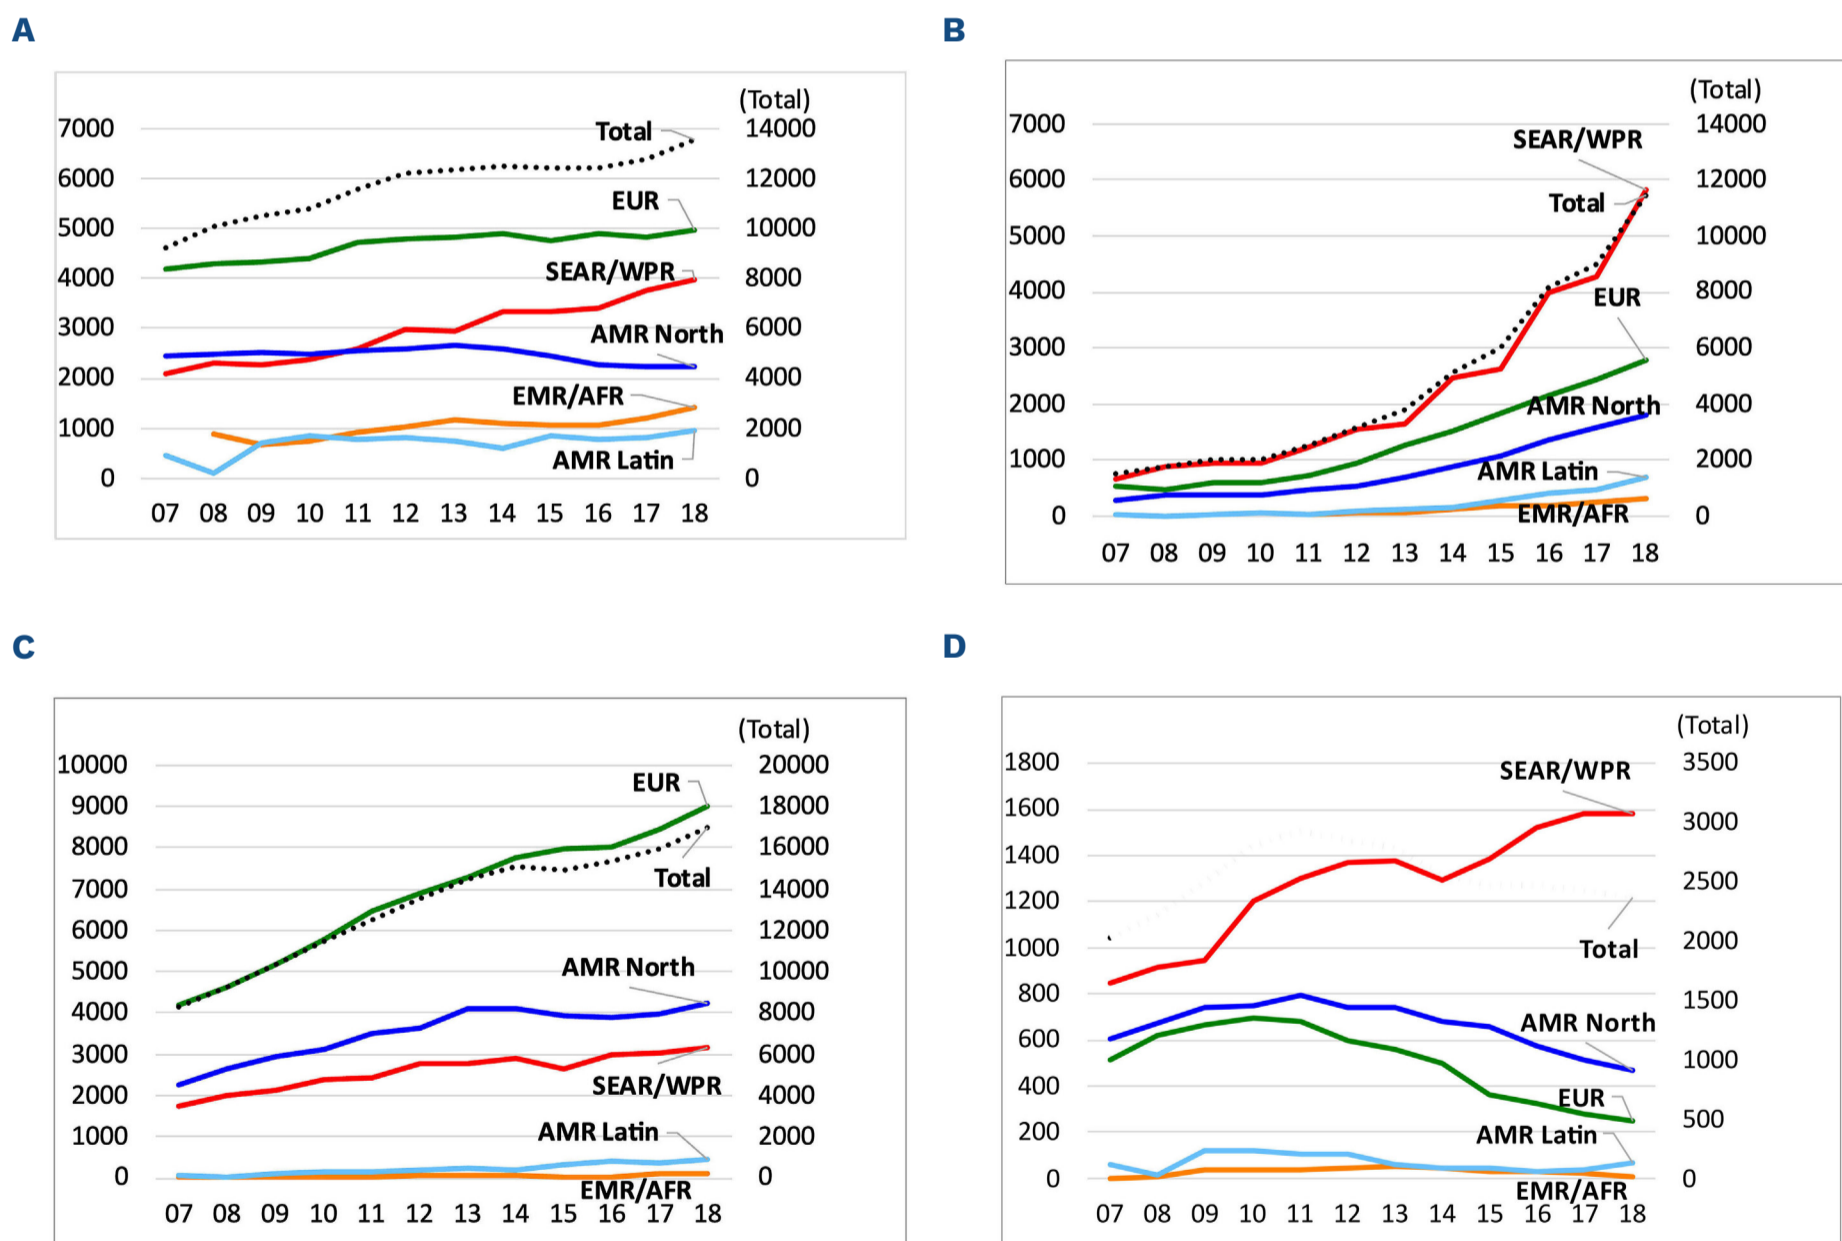 A
(Total)
7000
14000
Total
6000
12000
EUR
5000
10000
SEAR/WPR
4000
8000
AMR North
3000
6000
2000
4000
EMR/AFR
1000
2000
AMR Latin
0
0
07 08 09 10 11 12 13 14 15 16 17 18
B
(Total)
7000
14000
SEAR/WPR
6000
12000
Total
5000
10000
4000
8000
EUR
3000
6000
2000
4000
AMR North
1000
2000
AMR Latin
0
0
EMR/AFR
07 08 09 10 11 12 13 14 15 16 17 18
C
(Total)
10000
20000
EUR
9000
18000
8000
16000
Total
7000
14000
6000
12000
AMR North
5000
10000
4000
8000
3000
6000
SEAR/WPR
2000
4000
AMR Latin
1000
2000
0
0
EMR/AFR
07 08 09 10 11 12 13 14 15 16 17 18
D
(Total)
1800
3500
SEAR/WPR
1600
3000
1400
2500
1200
Total
2000
1000
800
1500
AMR North
600
1000
400
EUR
500
200
AMR Latin
0
0
EMR/AFR
07 08 09 10 11 12 13 14 15 16 17 18